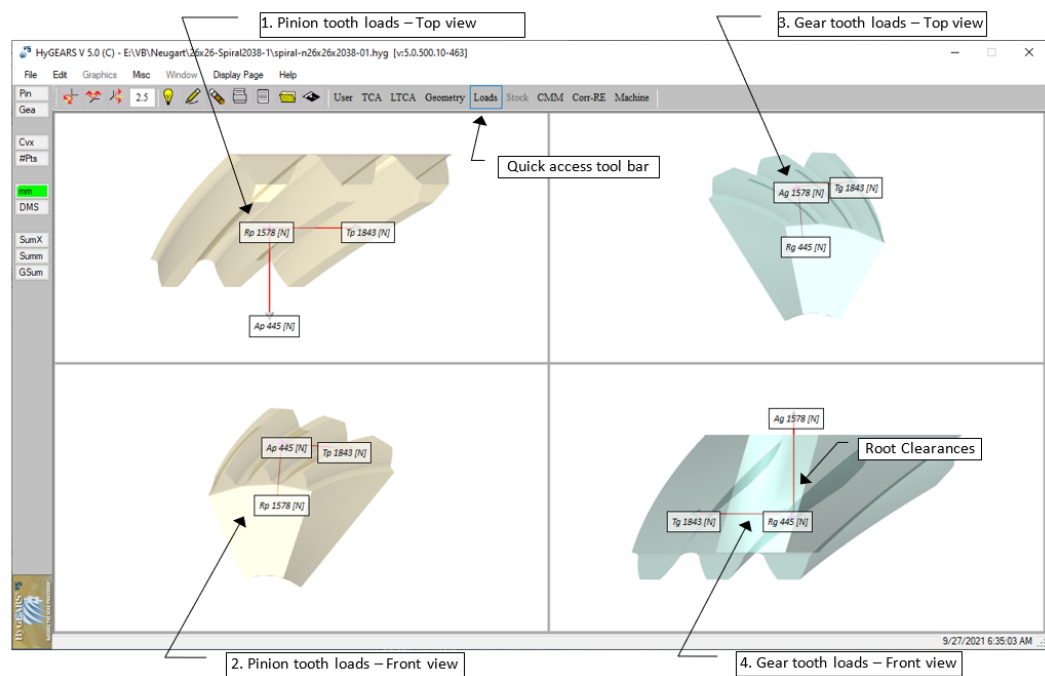 1. Pinion tooth loads – Top view
3. Gear tooth loads – Top view
HyGEARS V 5.0 (C) - E:\VB\Neugart\26x26-Spiral2038-1\spiral-n26x26x2038-01.hyg [v:5.0.500.10-463]
File Edit Graphics Misc Window Display Page Help
Pin
2.5 User TCA LTCA Geometry Loads Stock CMM Corr-RE Machine
Gea
Cvx
#Pts
mm
DMS
SumX
Summ
GSum
Quick access tool bar
Rp 1578 [N]
Tp 1843 [N]
Ap 445 [N]
Ag 1578 [N]
Tg 1843 [N]
Rg 445 [N]
Ap 445 [N]
Tp 1843 [N]
Rp 1578 [N]
Ag 1578 [N]
Root Clearances
Tg 1843 [N]
Rg 445 [N]
HyGEARS
9/27/2021 6:35:03 AM
2. Pinion tooth loads – Front view
4. Gear tooth loads – Front view